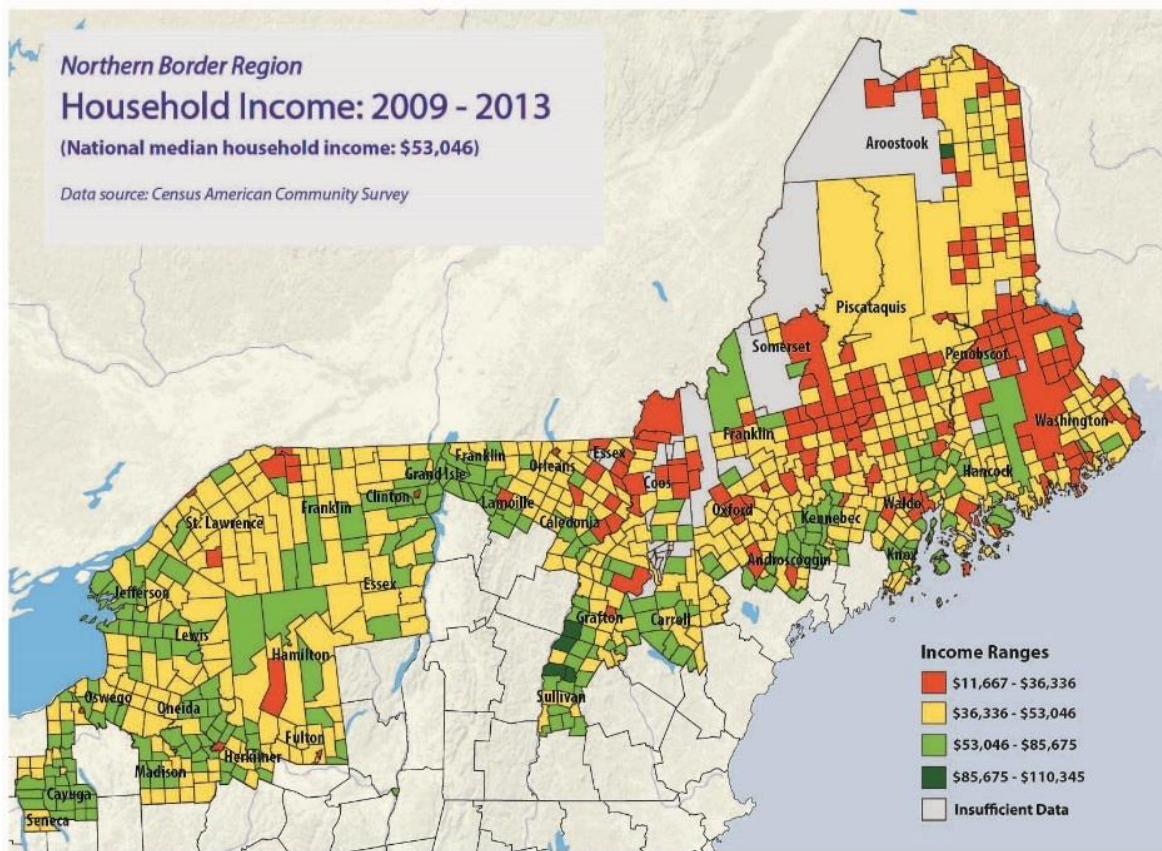 Northern Border Region
Household Income: 2009 - 2013
(National median household income: $53,046)
Data source: Census American Community Survey
Aroostook
Piscataquis
Somerset
Penobscot
Washington
Franklin
Hancock
Essex
Coos
Franklin
Orleans
Grand Isle
Clinton
Lamoille
Caledonia
Oxford
Kennebec
Waldo
Franklin
St. Lawrence
Androscoggin
Knox
Essex
Jefferson
Grafton
Carroll
Lewis
Hamilton
Sullivan
Oswego
Oneida
Fulton
Herkimer
Madison
Cayuga
Seneca
Income Ranges
$11,667 - $36,336
$36,336 - $53,046
$53,046 - $85,675
$85,675 - $110,345
Insufficient Data